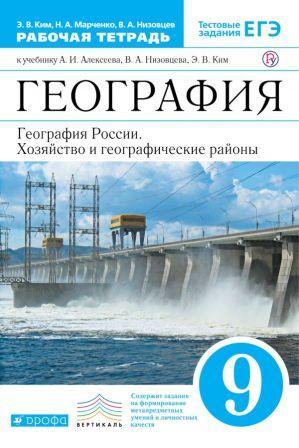 Э. В. Ким, Н. А. Марченко, В. А. Низовцев
РАБОЧАЯ ТЕТРАДЬ
Тестовые
задания ЕГЭ
к учебнику А. И. Алексеева, В. А. Низовцева, Э. В. Ким
ГЕОГРАФИЯ
География России.
Хозяйство и географические районы
Содержит задания
на формирование
метапредметных
умений и личностных
качеств
9
дрофа
ВЕРТИКАЛЬ